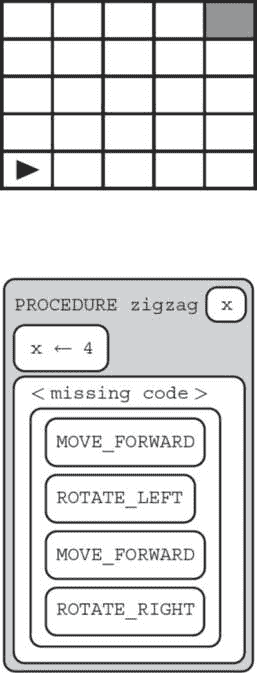 PROCEDURE zigzag x
x ← 4
<missing code>
MOVE_FORWARD
ROTATE_LEFT
MOVE_FORWARD
ROTATE_RIGHT